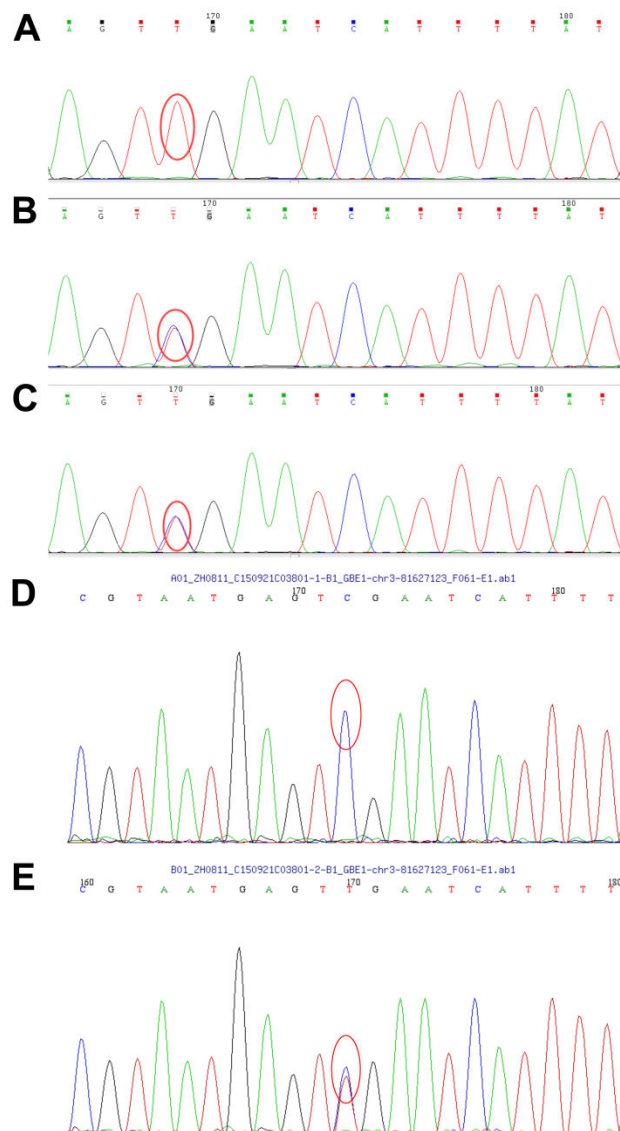 A
170 180
A G T T G A A T C A T T T T A T
B
170 180
A G T T G A A T C A T T T T A T
C
170 180
A G T T G A A T C A T T T T A T
D
A01_ZH0811_C150921C03801-1-B1_GBE1-chr3-81627123_F061-E1.ab1
170 180
C G T A A T G A G T C G A A T C A T T T T
E
B01_ZH0811_C150921C03801-2-B1_GBE1-chr3-81627123_F061-E1.ab1
160 170 180
C G T A A T G A G T T G A A T C A T T T T